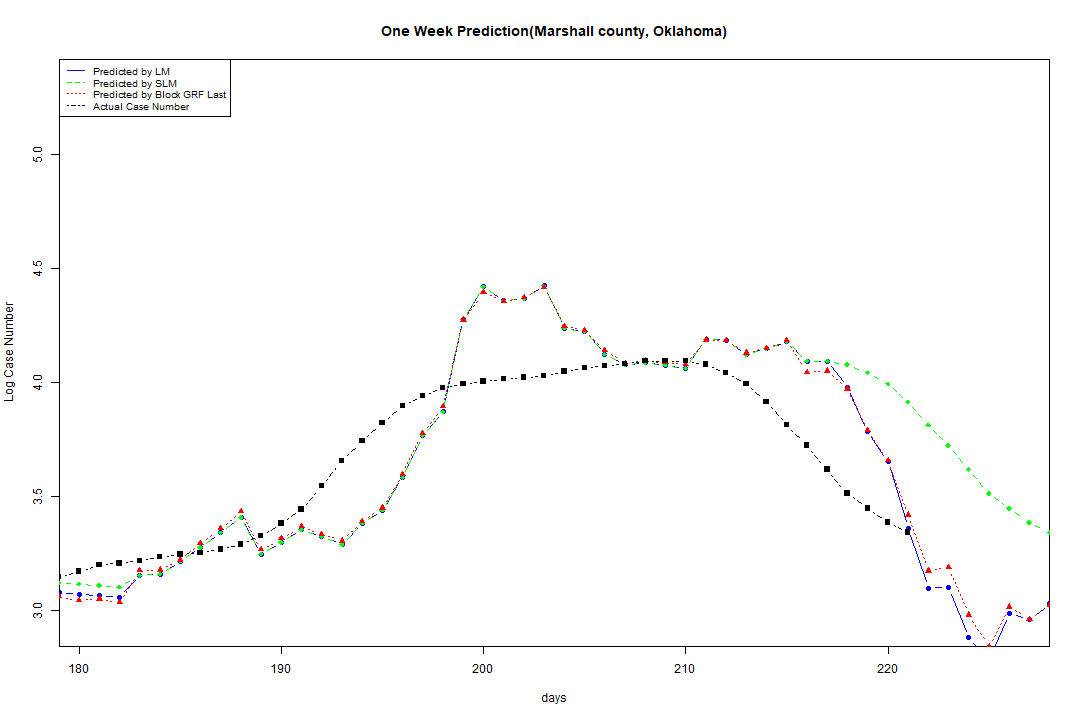 One Week Prediction(Marshall county, Oklahoma)
Predicted by LM
Predicted by SLM
Predicted by Block GRF Last
Actual Case Number
5.0
4.5
4.0
3.5
3.0
Log Case Number
180 190 200 210 220
days